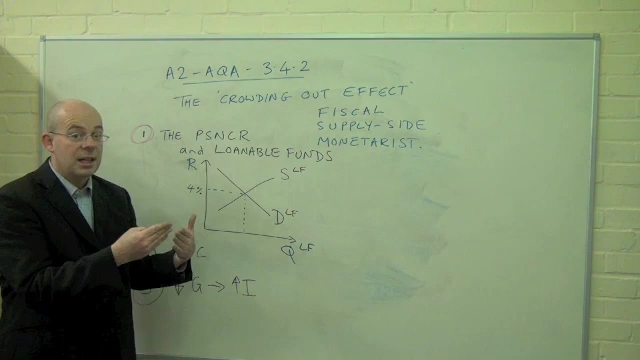 A2-AQA-3.4.2
THE 'CROWDING OUT EFFECT'
FISCAL
SUPPLY-SIDE
MONETARIST.
1 THE PSNCR
and LOANABLE FUNDS
R
S^LF
4%
D^LF
Q^LF
C
↓G → ↑I